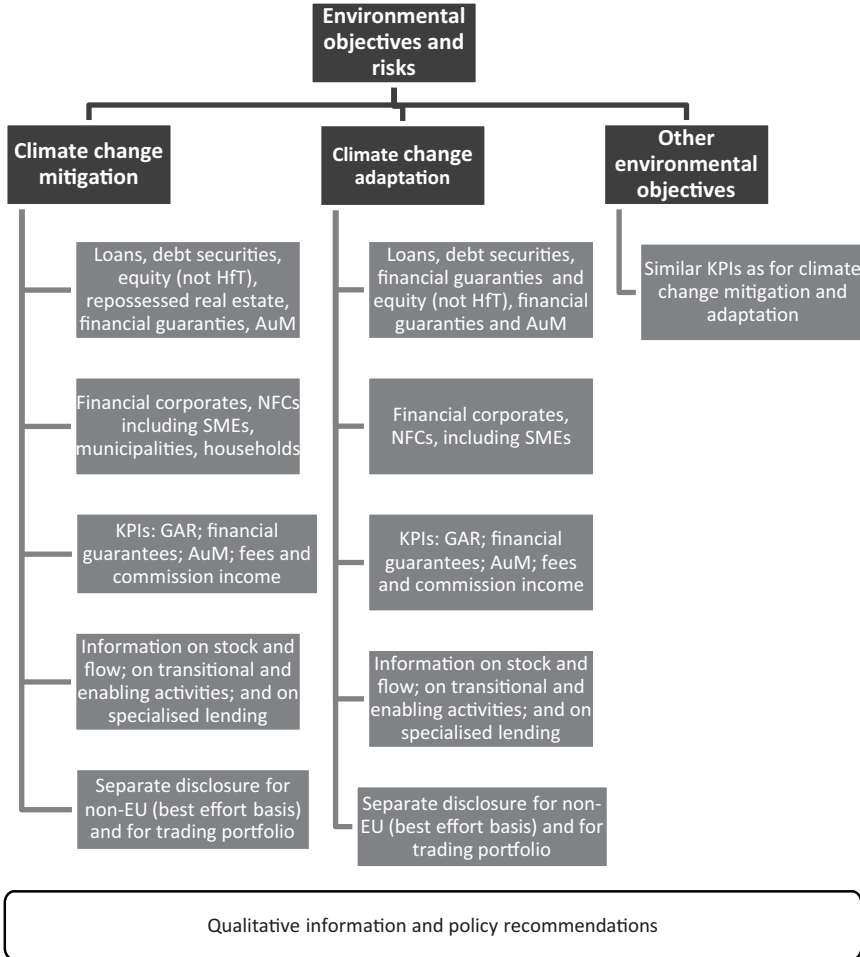 Environmental
objectives and
risks
Climate change
mitigation
Loans, debt securities,
equity (not HfT),
repossessed real estate,
financial guaranties, AuM
Financial corporates, NFCs
including SMEs,
municipalities, households
KPIs: GAR; financial
guarantees; AuM; fees and
commission income
Information on stock and
flow; on transitional and
enabling activities; and on
specialised lending
Separate disclosure for
non-EU (best effort basis)
and for trading portfolio
Climate change
adaptation
Loans, debt securities,
financial guaranties and
equity (not HfT), financial
guaranties and AuM
Financial corporates,
NFCs, including SMEs
KPIs: GAR; financial
guarantees; AuM; fees
and commission income
Information on stock and
flow; on transitional and
enabling activities; and on
specialised lending
Separate disclosure for non-
EU (best effort basis) and for
trading portfolio
Other
environmental
objectives
Similar KPIs as for climate
change mitigation and
adaptation
Qualitative information and policy recommendations